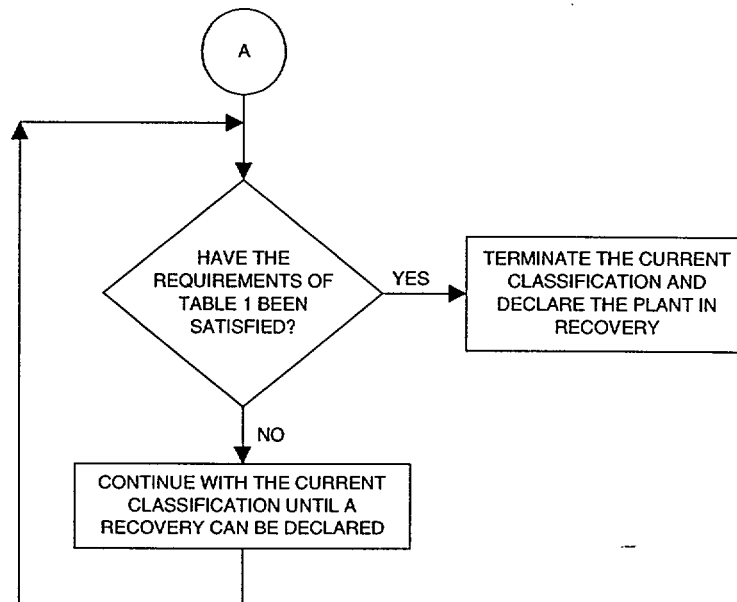 A
HAVE THE
REQUIREMENTS OF
TABLE 1 BEEN
SATISFIED?
YES
TERMINATE THE CURRENT
CLASSIFICATION AND
DECLARE THE PLANT IN
RECOVERY
NO
CONTINUE WITH THE CURRENT
CLASSIFICATION UNTIL A
RECOVERY CAN BE DECLARED